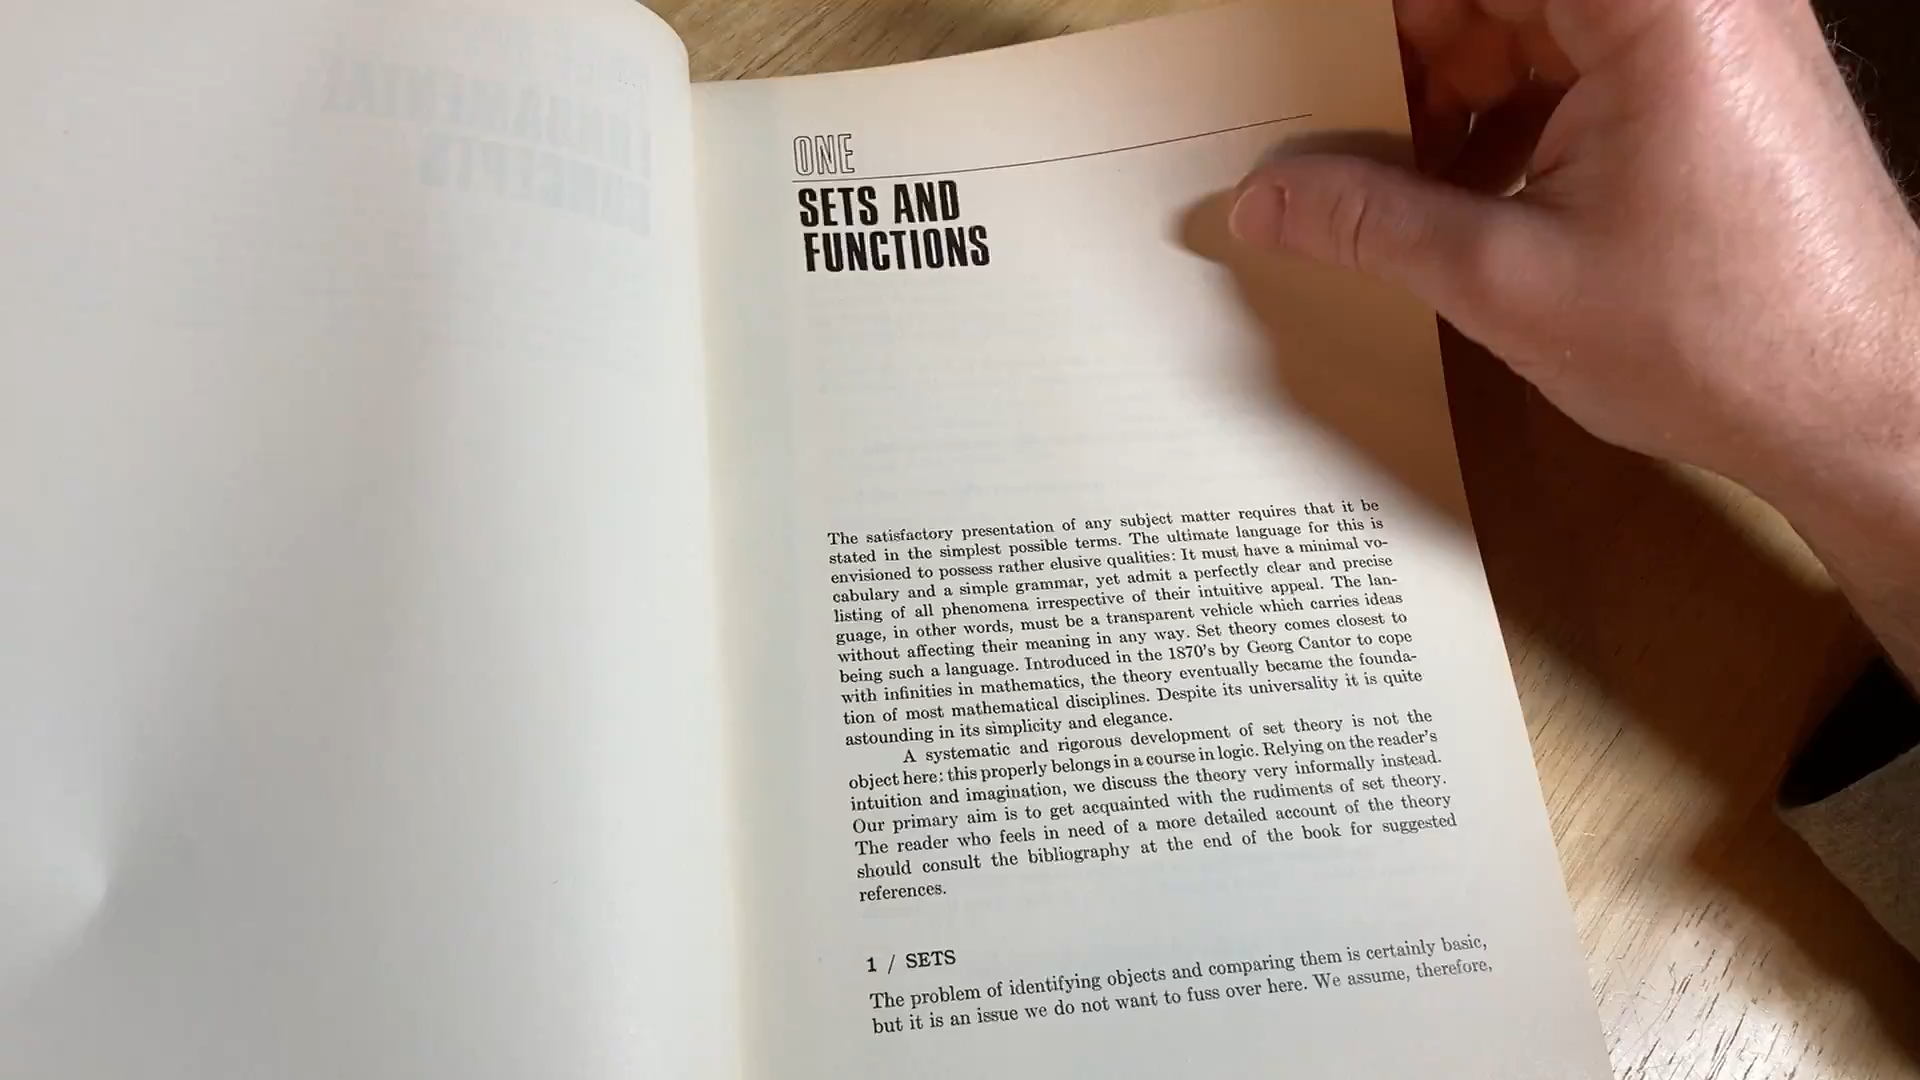 ONE
SETS AND
FUNCTIONS
The satisfactory presentation of any subject matter requires that it be
stated in the simplest possible terms. The ultimate language for this is
envisioned to possess rather elusive qualities: It must have a minimal vo-
cabulary and a simple grammar, yet admit a perfectly clear and precise
listing of all phenomena irrespective of their intuitive appeal. The lan-
guage, in other words, must be a transparent vehicle which carries ideas
without affecting their meaning in any way. Set theory comes closest to
being such a language. Introduced in the 1870's by Georg Cantor to cope
with infinities in mathematics, the theory eventually became the founda-
tion of most mathematical disciplines. Despite its universality it is quite
astounding in its simplicity and elegance.
A systematic and rigorous development of set theory is not the
object here; this properly belongs in a course in logic. Relying on the reader's
intuition and imagination, we discuss the theory very informally instead.
Our primary aim is to get acquainted with the rudiments of set theory.
The reader who feels in need of a more detailed account of the theory
should consult the bibliography at the end of the book for suggested
references.
1 / SETS
The problem of identifying objects and comparing them is certainly basic,
but it is an issue we do not want to fuss over here. We assume, therefore,